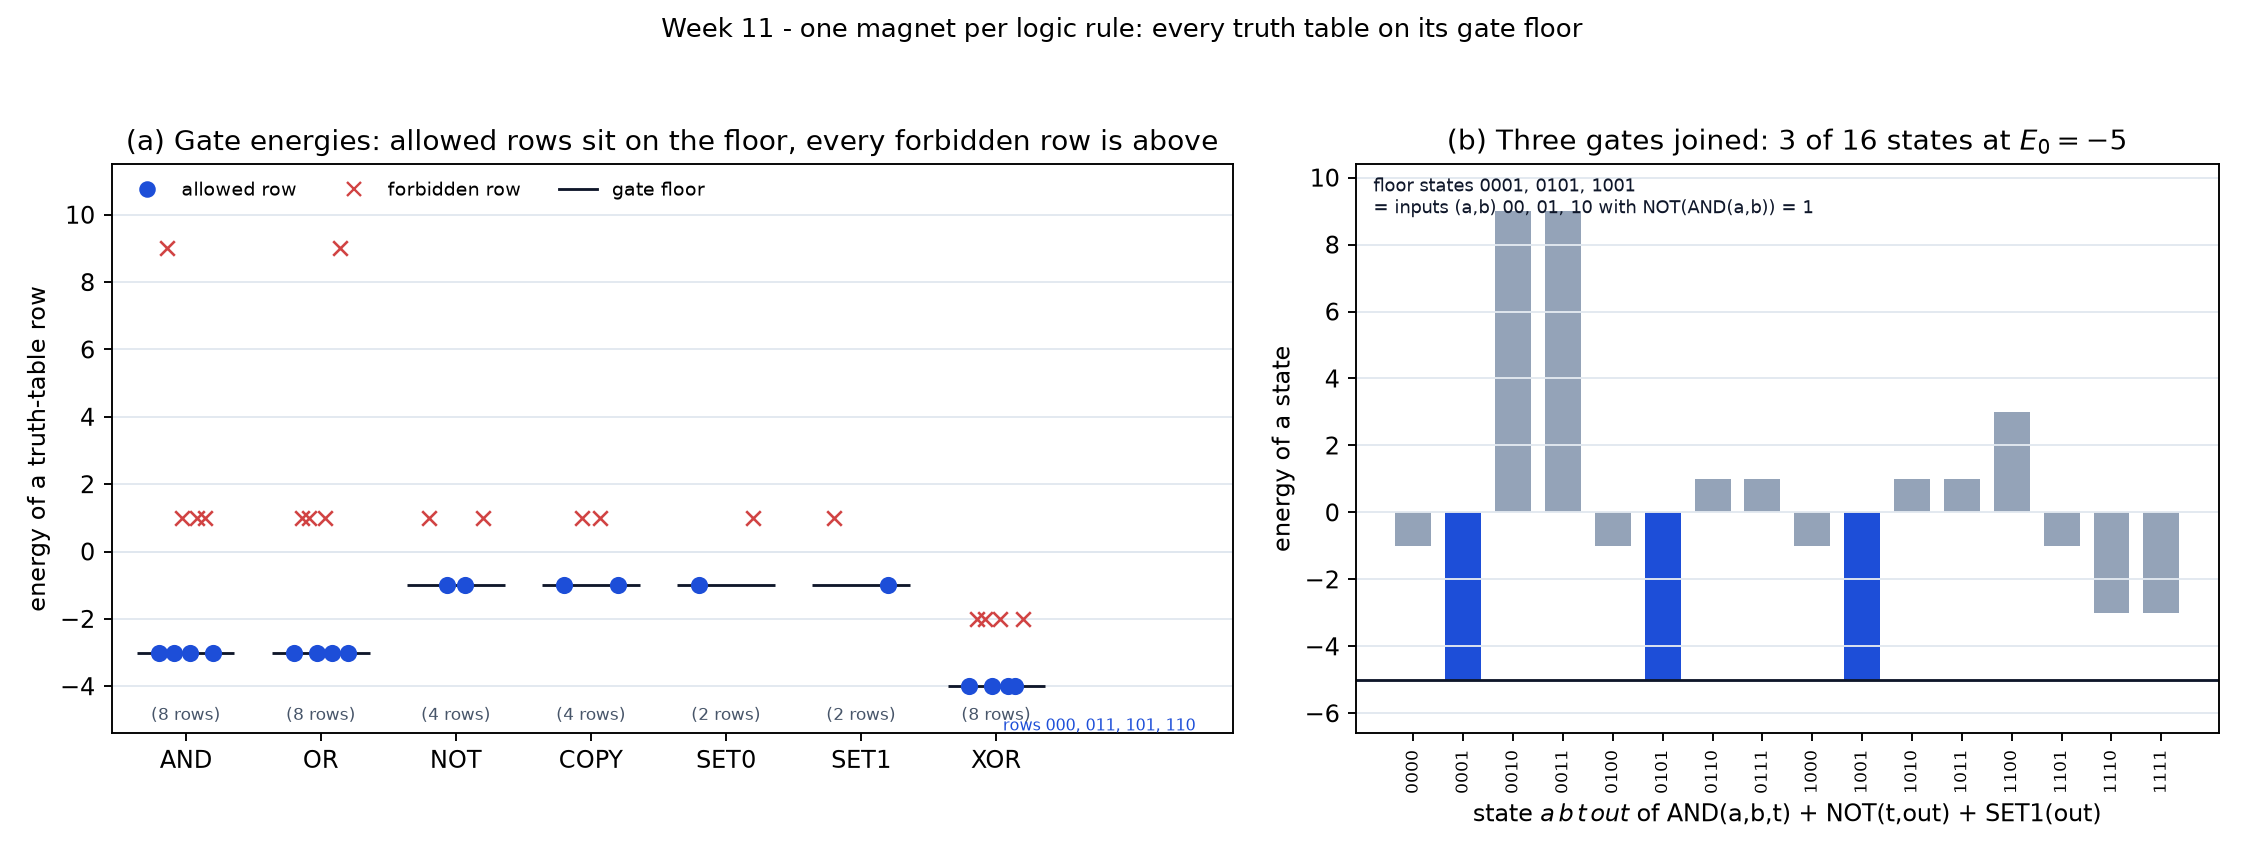 Week 11 - one magnet per logic rule: every truth table on its gate floor
(a) Gate energies: allowed rows sit on the floor, every forbidden row is above
allowed row
forbidden row
gate floor
energy of a truth-table row
10
8
6
4
2
0
−2
−4
(8 rows)
(8 rows)
(4 rows)
(4 rows)
(2 rows)
(2 rows)
(8 rows)
rows 000, 011, 101, 110
AND
OR
NOT
COPY
SET0
SET1
XOR
(b) Three gates joined: 3 of 16 states at E₀ = −5
floor states 0001, 0101, 1001
= inputs (a,b) 00, 01, 10 with NOT(AND(a,b)) = 1
energy of a state
10
8
6
4
2
0
−2
−4
−6
0000
0001
0010
0011
0100
0101
0110
0111
1000
1001
1010
1011
1100
1101
1110
1111
state a b t out of AND(a,b,t) + NOT(t,out) + SET1(out)